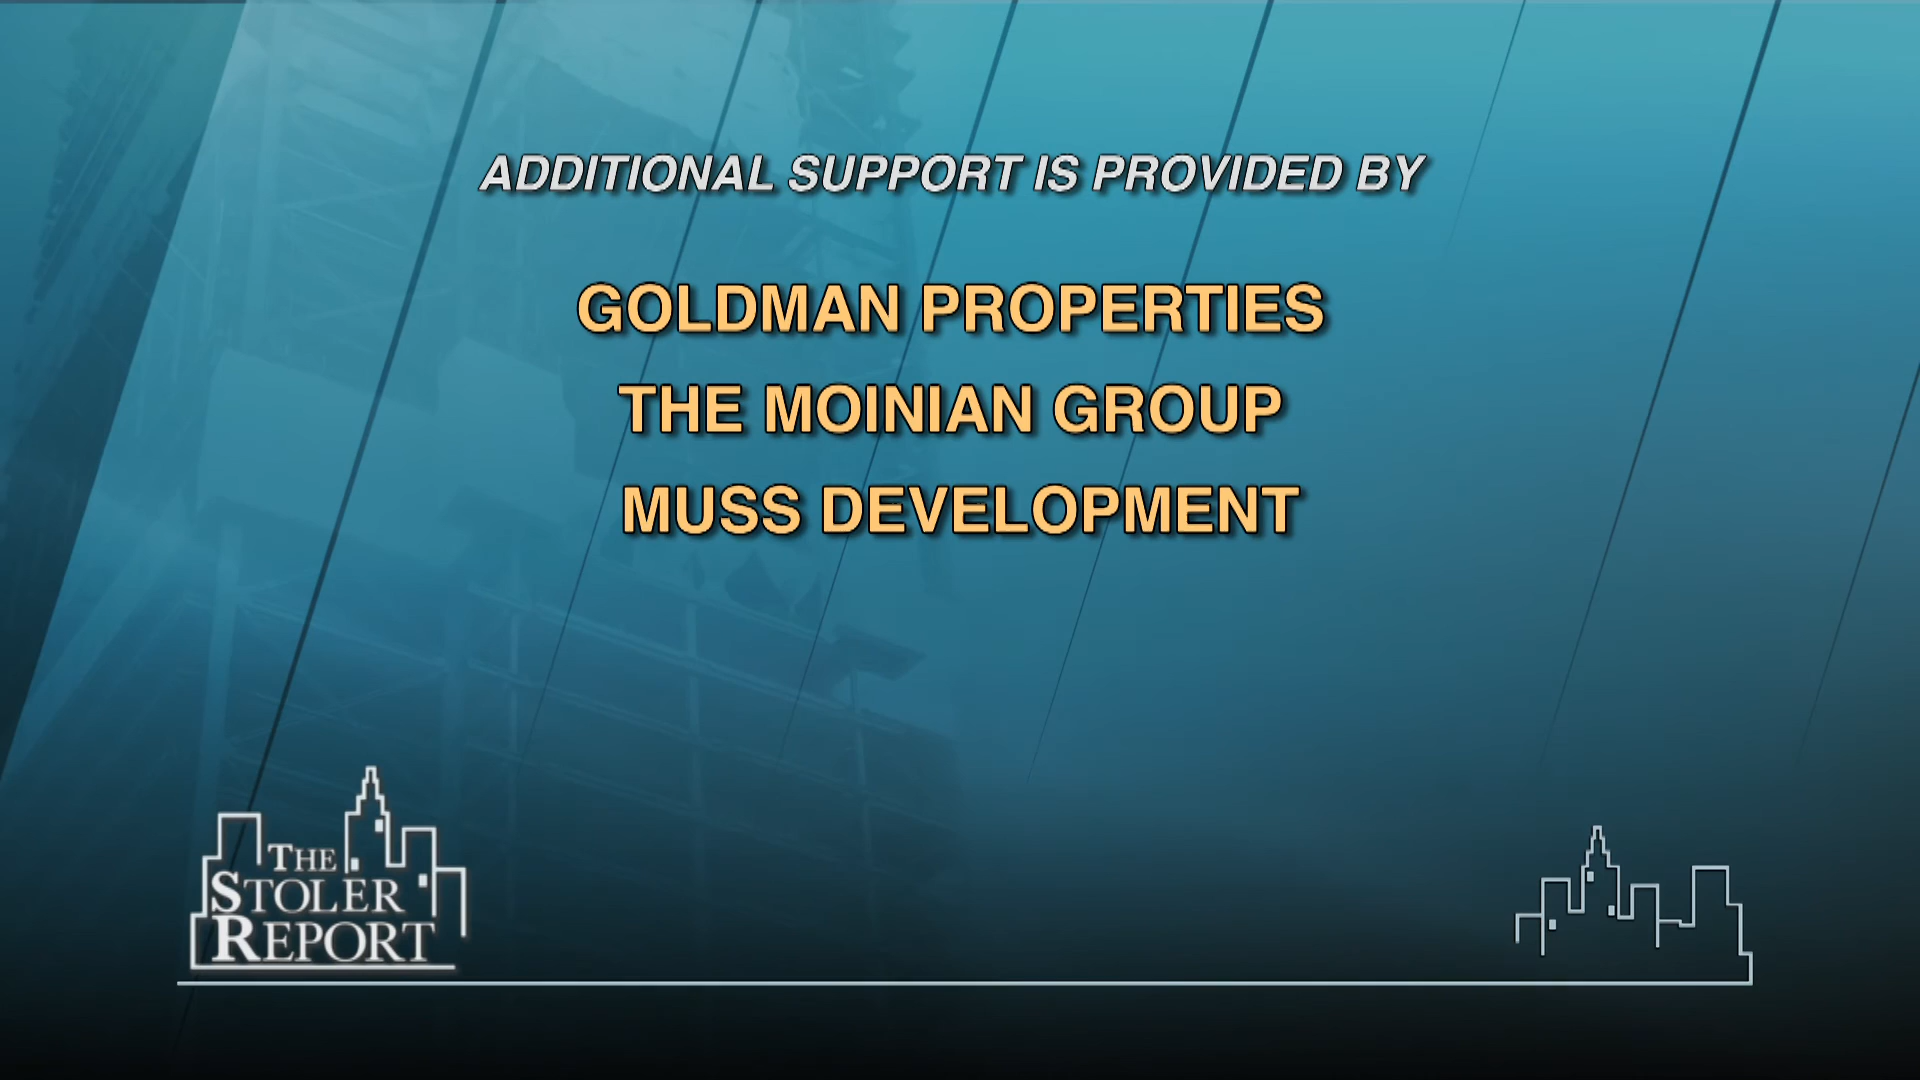 ADDITIONAL SUPPORT IS PROVIDED BY
GOLDMAN PROPERTIES
THE MOINIAN GROUP
MUSS DEVELOPMENT
THE
STOLER
REPORT